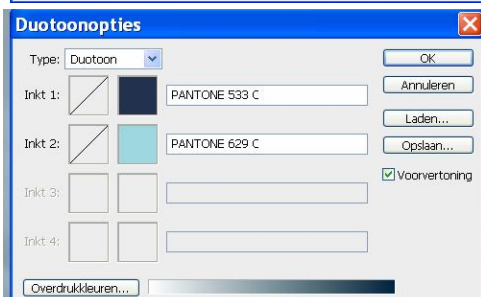 Duotoonopties
Type: Duotoon
OK
Inkt 1: PANTONE 533 C
Annuleren
Laden...
Inkt 2: PANTONE 629 C
Opslaan...
Voorvertoning
Inkt 3:
Inkt 4:
Overdrukkleuren...